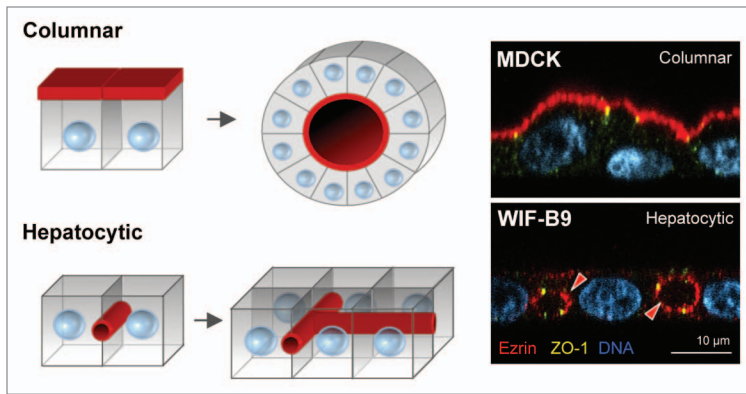 Columnar
Hepatocytic
MDCK Columnar
WIF-B9 Hepatocytic
Ezrin ZO-1 DNA 10 µm